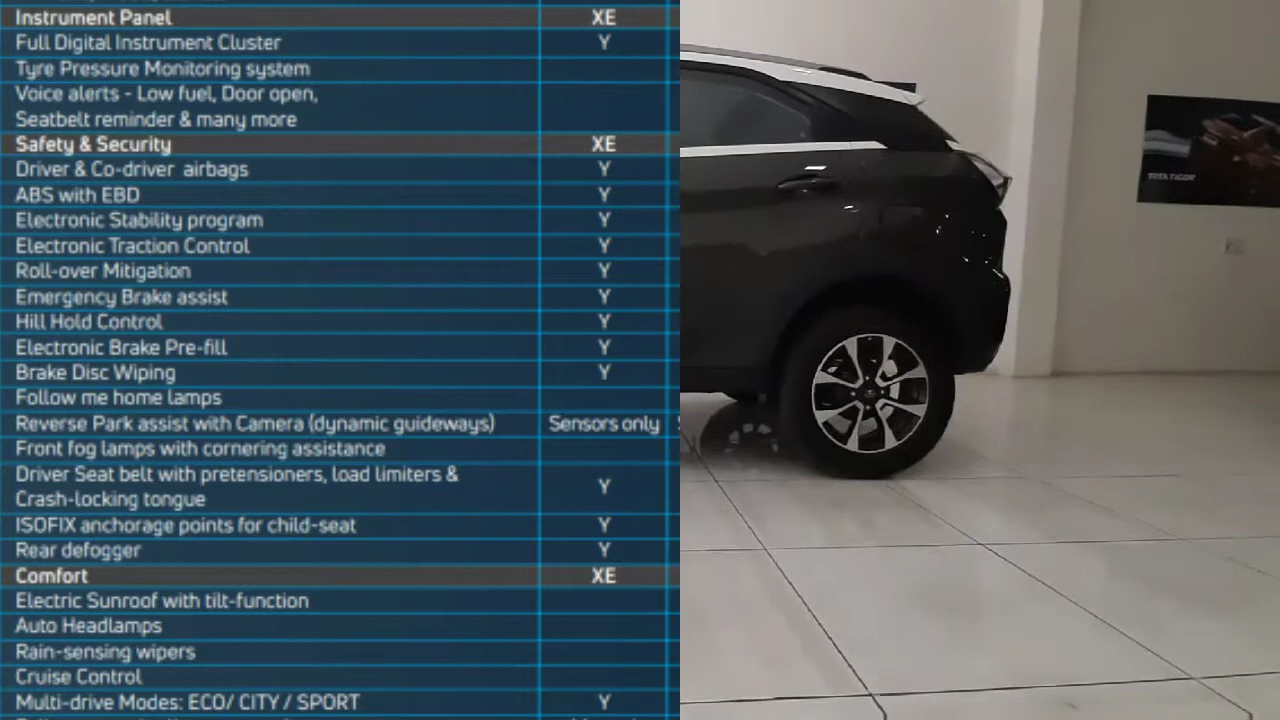 Instrument Panel XE
Full Digital Instrument Cluster Y
Tyre Pressure Monitoring system
Voice alerts - Low fuel, Door open,
Seatbelt reminder & many more
Safety & Security XE
Driver & Co-driver airbags Y
ABS with EBD Y
Electronic Stability program Y
Electronic Traction Control Y
Roll-over Mitigation Y
Emergency Brake assist Y
Hill Hold Control Y
Electronic Brake Pre-fill Y
Brake Disc Wiping Y
Follow me home lamps
Reverse Park assist with Camera (dynamic guideways) Sensors only
Front fog lamps with cornering assistance
Driver Seat belt with pretensioners, load limiters &
Crash-locking tongue Y
ISOFIX anchorage points for child-seat Y
Rear defogger Y
Comfort XE
Electric Sunroof with tilt-function
Auto Headlamps
Rain-sensing wipers
Cruise Control
Multi-drive Modes: ECO/ CITY / SPORT Y
TATA TIGOR